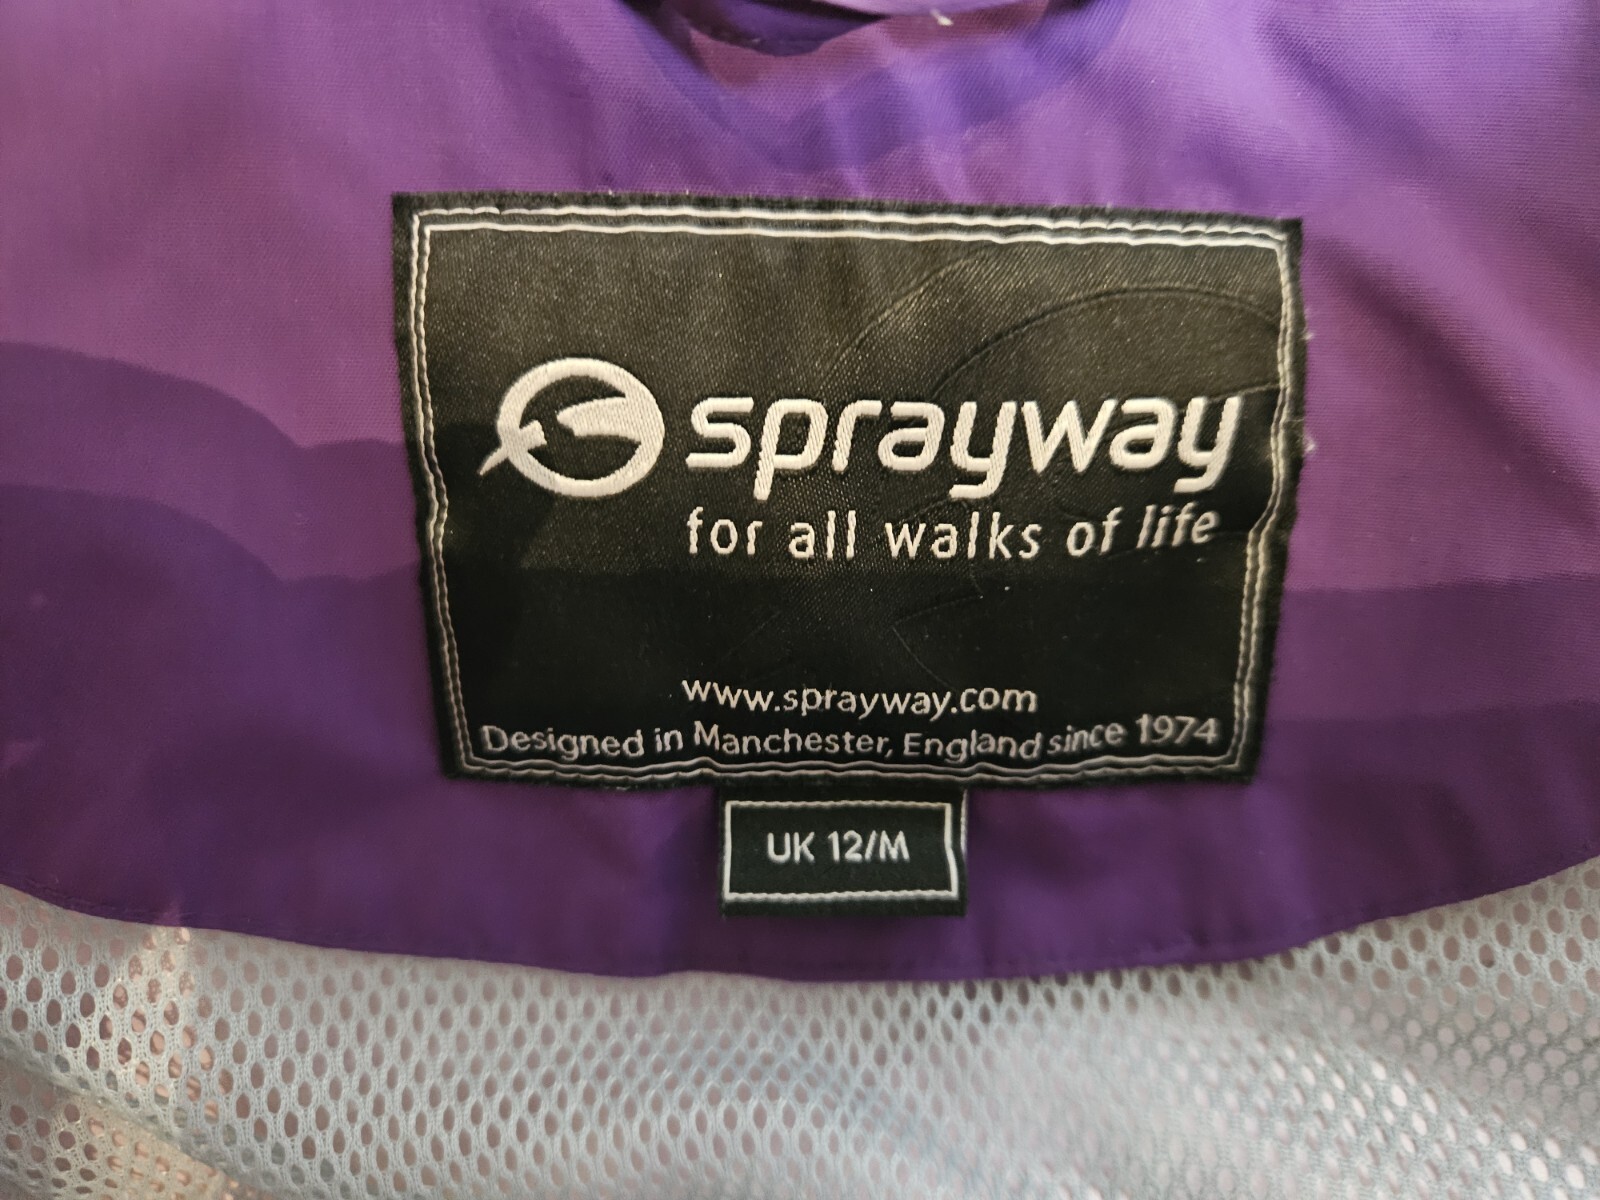 sprayway
for all walks of life
www.sprayway.com
Designed in Manchester, England since 1974
UK 12/M